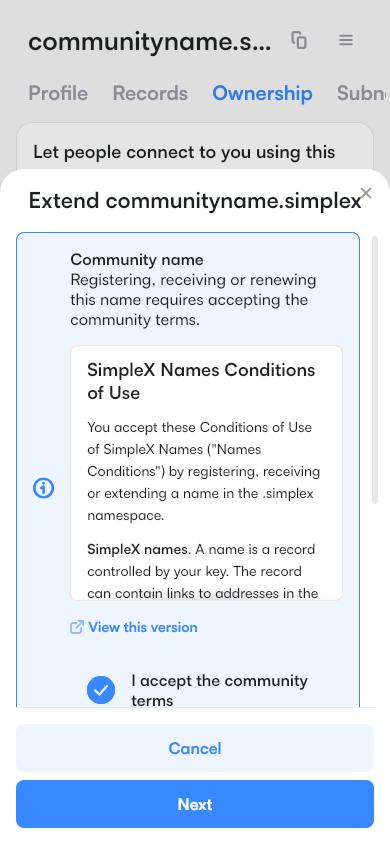 communityname.s...
Profile Records Ownership Subn
Let people connect to you using this
Extend communityname.simplex
Community name
Registering, receiving or renewing
this name requires accepting the
community terms.
SimpleX Names Conditions
of Use
You accept these Conditions of Use
of SimpleX Names ("Names
Conditions") by registering, receiving
or extending a name in the .simplex
namespace.
SimpleX names. A name is a record
controlled by your key. The record
can contain links to addresses in the
View this version
I accept the community
terms
Cancel
Next